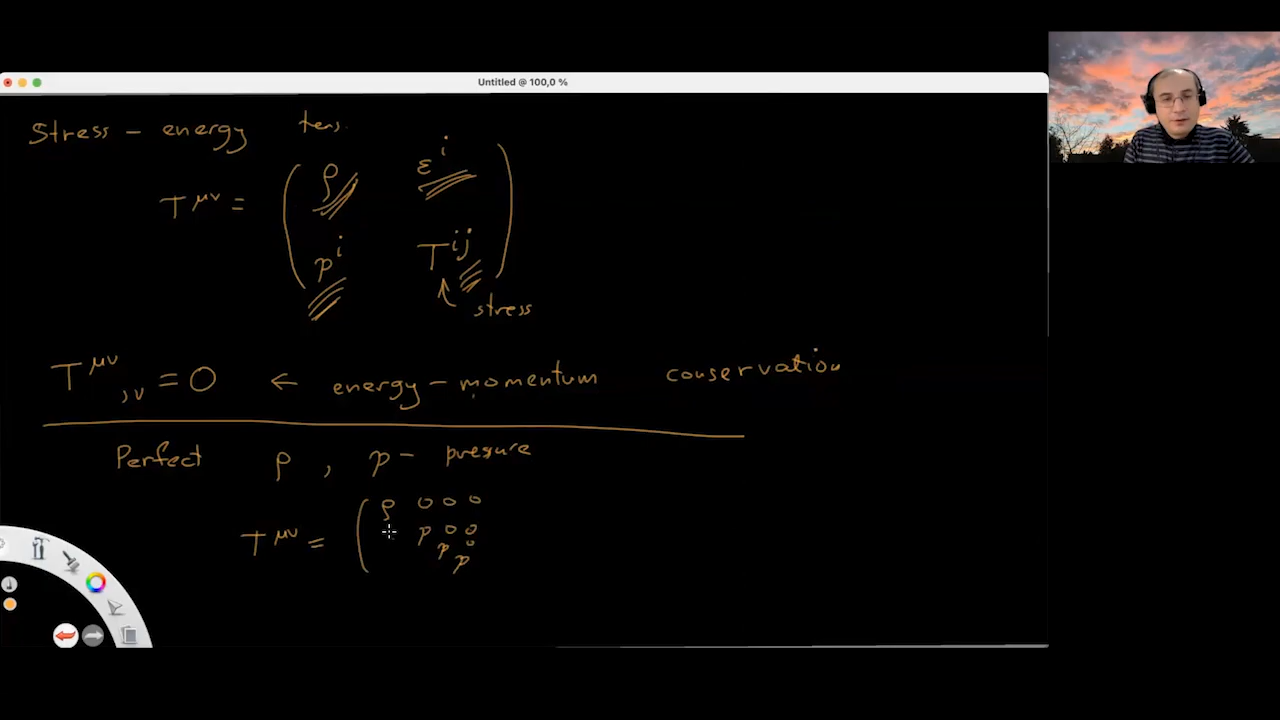 Untitled @ 100,0 %
Stress - energy tens.
T^μν = ( ρ ε^i
p^i T^ij )
↑ stress
T^μν ,ν = 0 ← energy - momentum conservation
Perfect ρ , p - pressure
T^μν = ( ρ 0 0 0
p 0 0
p 0
p